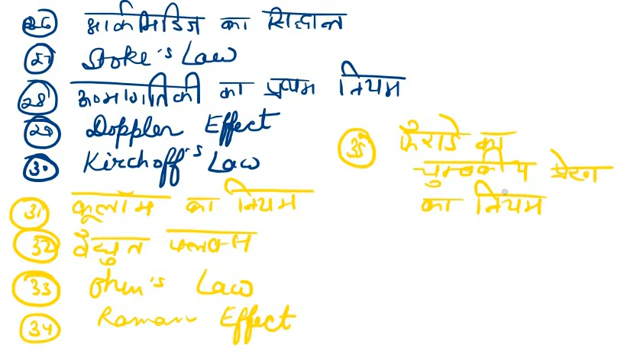 26 आर्कमिडिज का सिद्धान्त
27 Stoke's Law
28 ऊष्मागतिकी का प्रथम नियम
29 Doppler Effect
30 Kirchoff's Law
31 कूलॉम का नियम
32 वैद्युत फ्लक्स
33 Ohm's Law
34 Raman Effect
35 फैराडे का
चुम्बकीय प्रेरण
का नियम